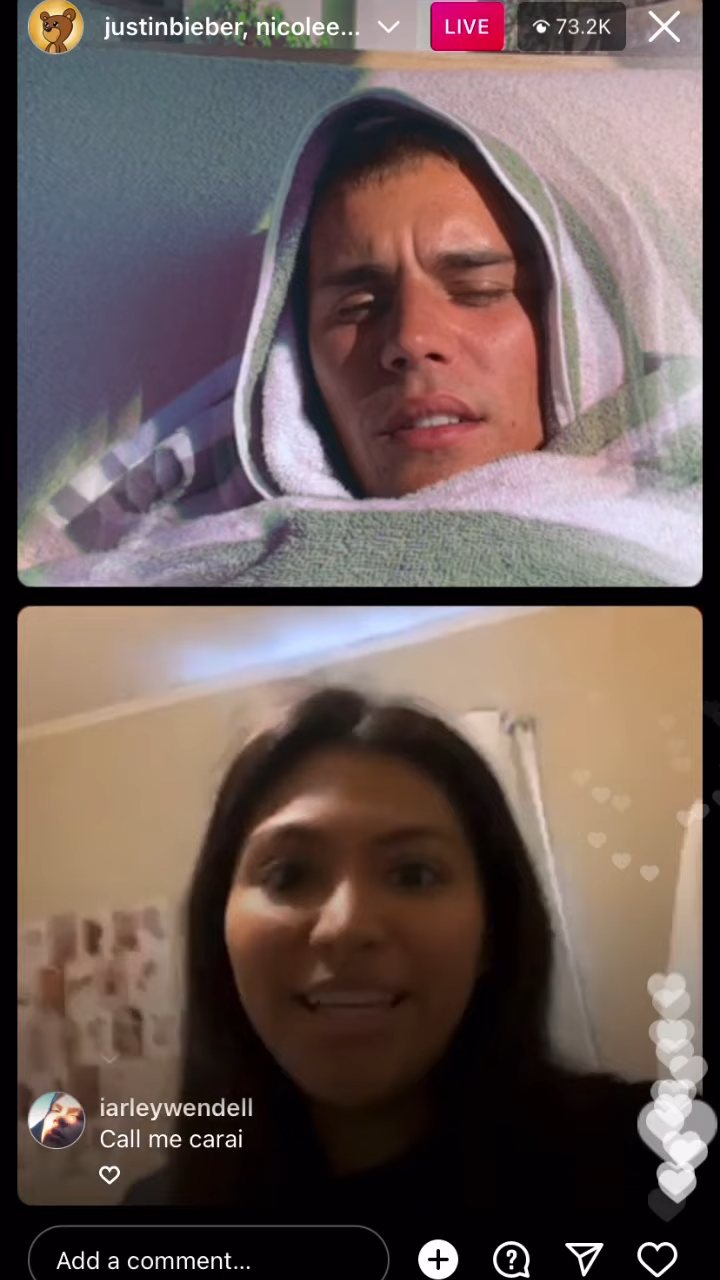 justinbieber, nicolee...
LIVE
73.2K
iarleywendell
Call me carai
Add a comment...